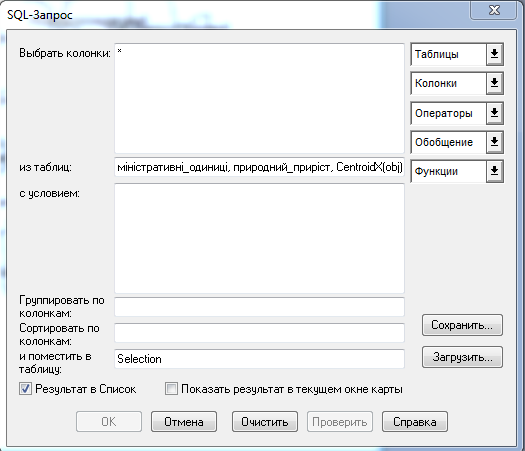 SQL-Запрос
Выбрать колонки: *
Таблицы
Колонки
Операторы
Обобщение
из таблиц: міністративні_одиниці, природний_приріст, CentroidX(obj)
Функции
с условием:
Группировать по
колонкам:
Сортировать по
колонкам:
Сохранить...
и поместить в
таблицу: Selection
Загрузить...
Результат в Список
Показать результат в текущем окне карты
OK
Отмена
Очистить
Проверить
Справка